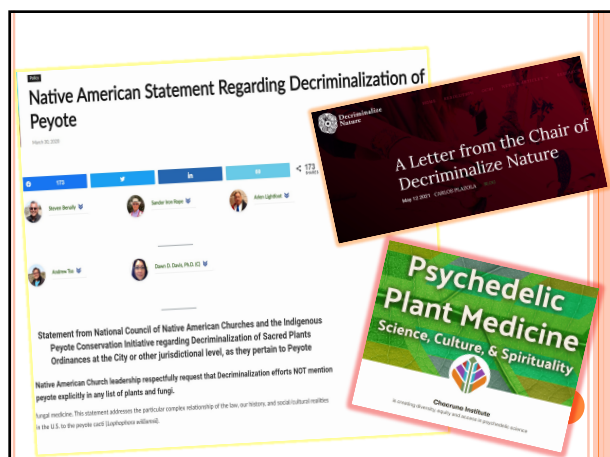 Policy
Native American Statement Regarding Decriminalization of
Peyote
173
173
SHARES
Steven Benally
Sandor Iron Rope
Arlen Lightfoot
Andrew Tso
Dawn D. Davis, Ph.D. (C)
Statement from National Council of Native American Churches and the Indigenous
Peyote Conservation Initiative regarding Decriminalization of Sacred Plants
Ordinances at the City or other jurisdictional level, as they pertain to Peyote
Native American Church leadership respectfully request that Decriminalization efforts NOT mention
peyote explicitly in any list of plants and fungi.
fungal medicine. This statement addresses the particular complex relationship of the law, our history, and social cultural realities
in the U.S. to the peyote cacti (Lophophora williamsii).
Decriminalize
Nature
A Letter from the Chair of
Decriminalize Nature
May 12 2021 · CARLOS PLAZOLA
Psychedelic
Plant Medicine
Science, Culture, & Spirituality
Chacruna Institute